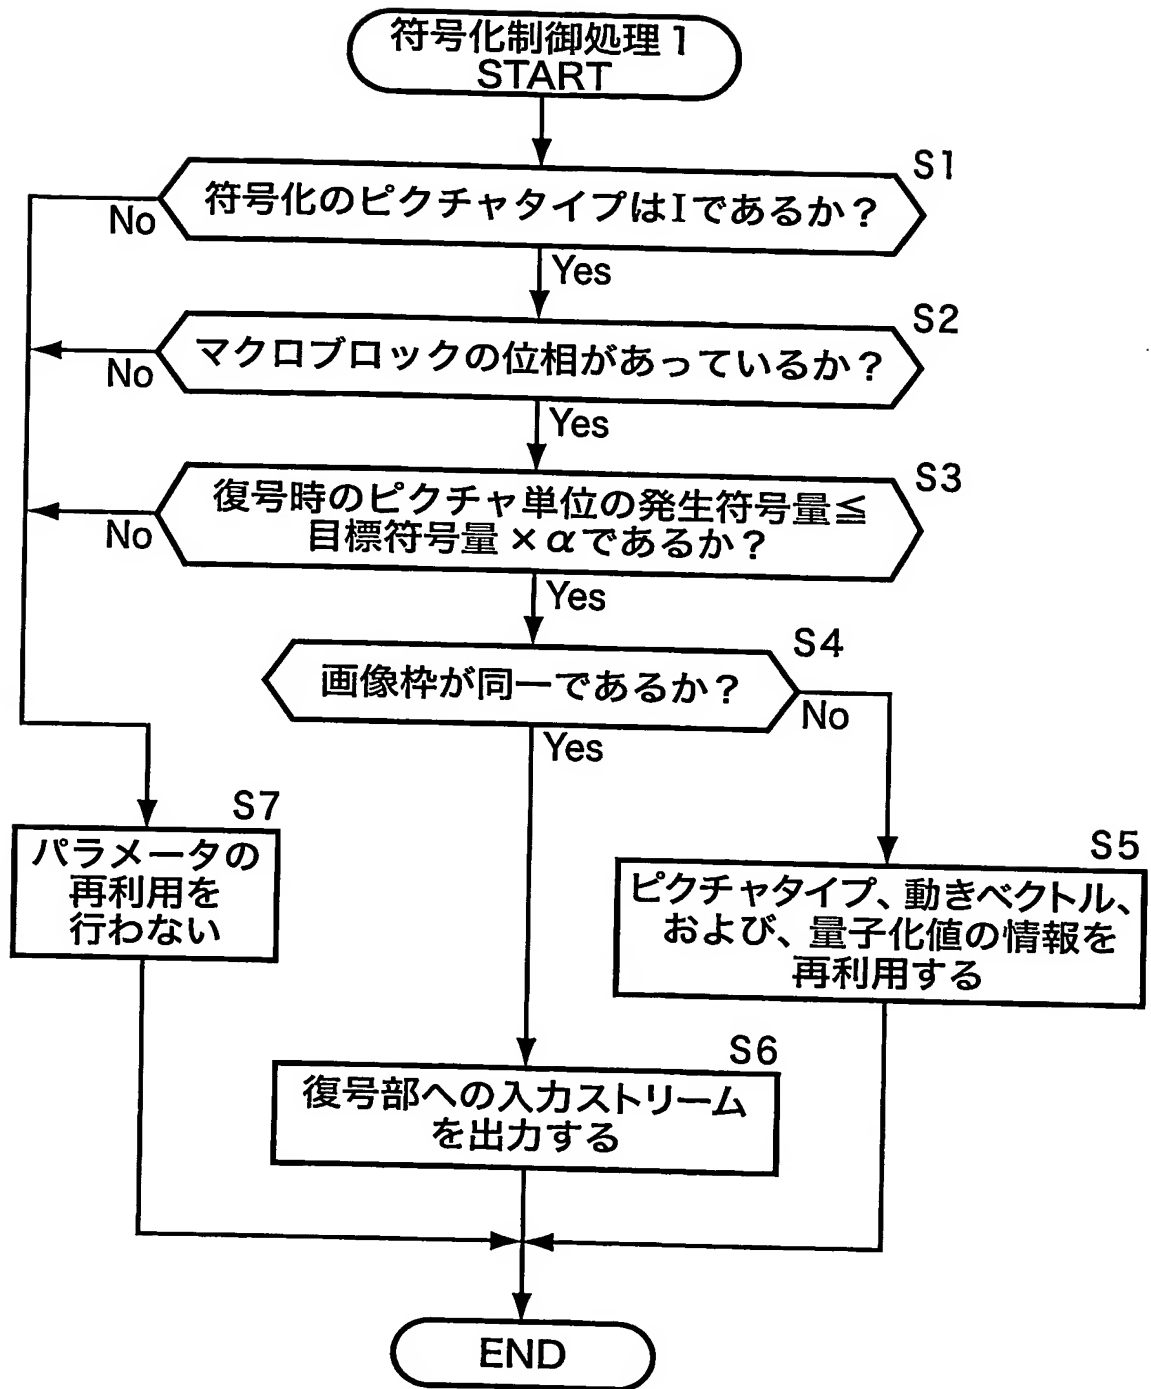 符号化制御処理1
START
S1
符号化のピクチャタイプはIであるか？
No
Yes
S2
マクロブロックの位相があっているか？
No
Yes
S3
復号時のピクチャ単位の発生符号量≦
目標符号量×αであるか？
No
Yes
S4
画像枠が同一であるか？
No
Yes
S7
パラメータの
再利用を
行わない
S5
ピクチャタイプ、動きベクトル、
および、量子化値の情報を
再利用する
S6
復号部への入力ストリーム
を出力する
END